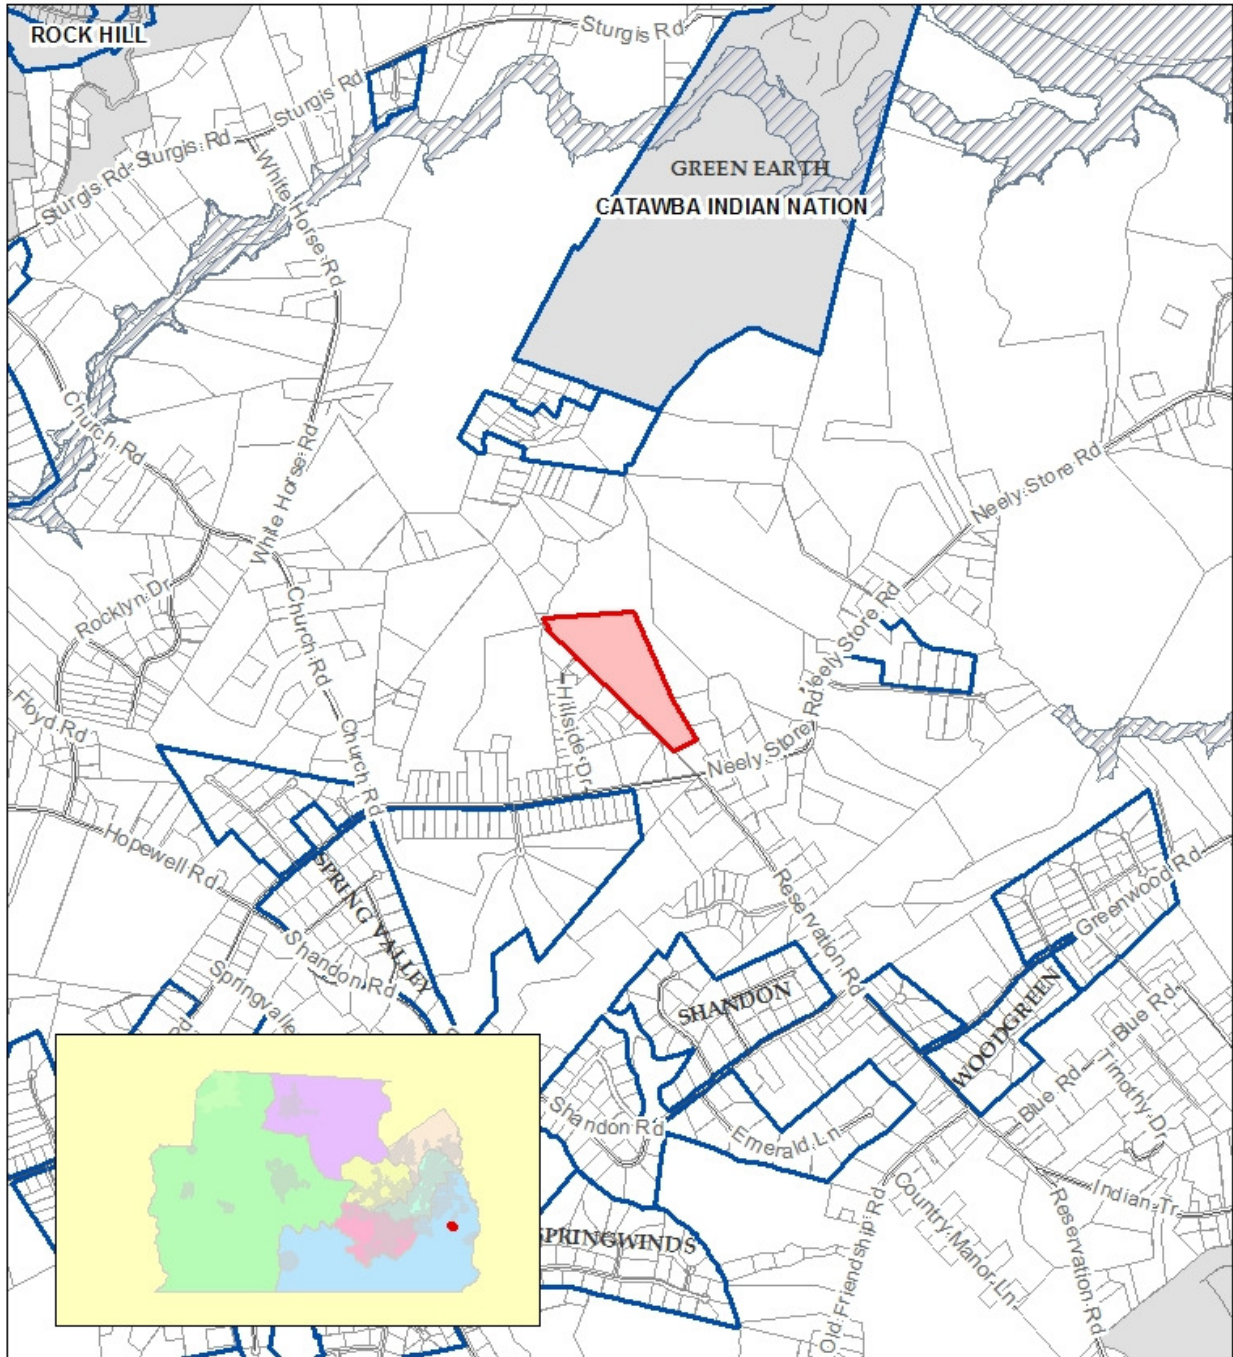 ROCK HILL
Sturgis Rd
Sturgis Rd
Sturgis Rd
Sturgis Rd
White Horse Rd
GREEN EARTH
CATAWBA INDIAN NATION
Church Rd
White Horse Rd
Neely Store Rd
Rocklyn Dr
Church Rd
Neely Store Rd
Floyd Rd
Hillside Dr
Church Rd
Neely Store Rd
Hopewell Rd
SPRING VALLEY
Reservation Rd
Greenwood Rd
Shandon Rd
Springvalle
SHANDON
WOODGREEN
Blue Rd
Rd
Blue Rd
Timothy Dr
Shandon Rd
Emerald Ln
Indian Tr
Country Manor Ln
Old Friendship Rd
Reservation Rd
SPRINGWINDS